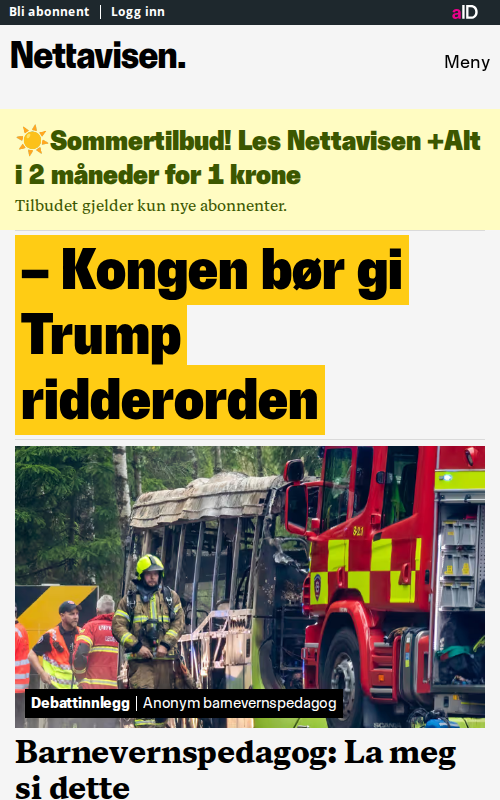 Bli abonnent | Logg inn
aID
Nettavisen.
Meny
☀️Sommertilbud! Les Nettavisen +Alt
i 2 måneder for 1 krone
Tilbudet gjelder kun nye abonnenter.
– Kongen bør gi
Trump
ridderorden
Debattinnlegg | Anonym barnevernspedagog
Barnevernspedagog: La meg
si dette